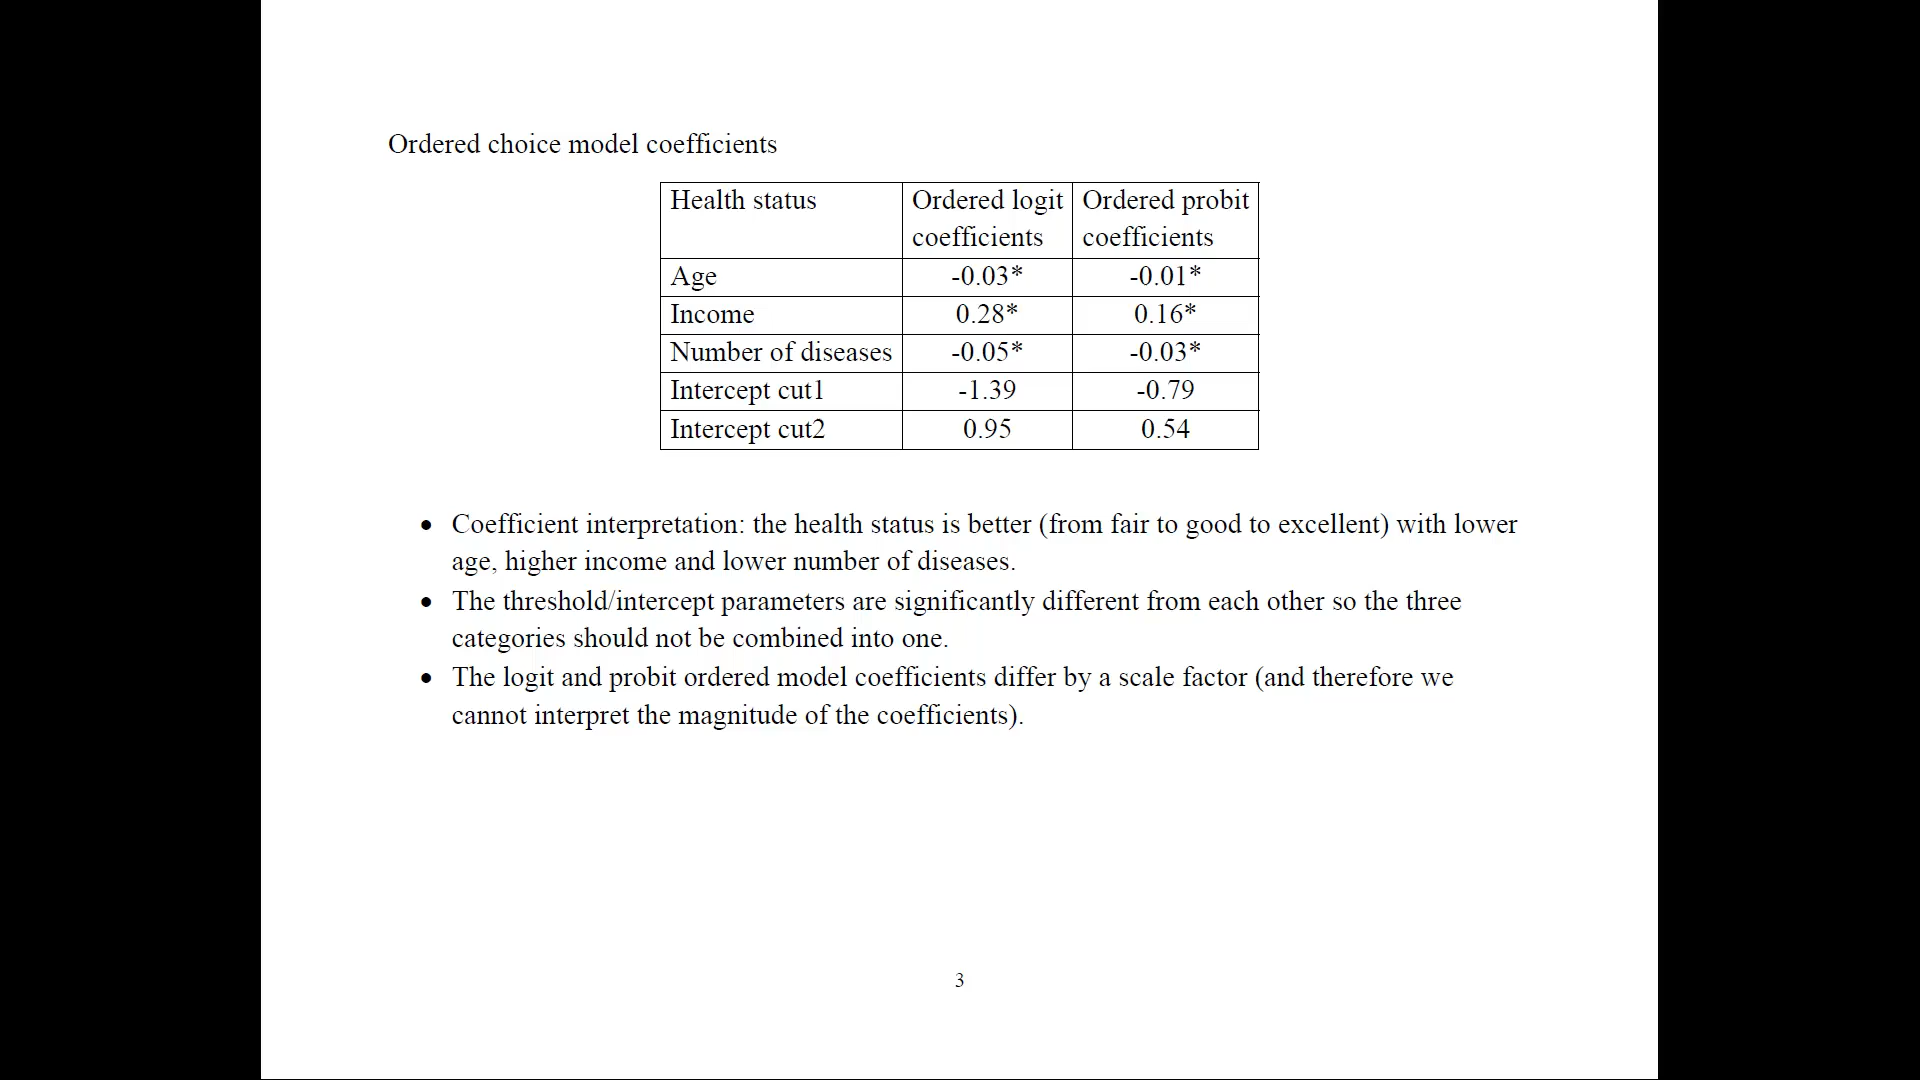 Ordered choice model coefficients
Health status Ordered logit Ordered probit
coefficients coefficients
Age -0.03* -0.01*
Income 0.28* 0.16*
Number of diseases -0.05* -0.03*
Intercept cut1 -1.39 -0.79
Intercept cut2 0.95 0.54
• Coefficient interpretation: the health status is better (from fair to good to excellent) with lower
age, higher income and lower number of diseases.
• The threshold/intercept parameters are significantly different from each other so the three
categories should not be combined into one.
• The logit and probit ordered model coefficients differ by a scale factor (and therefore we
cannot interpret the magnitude of the coefficients).
3